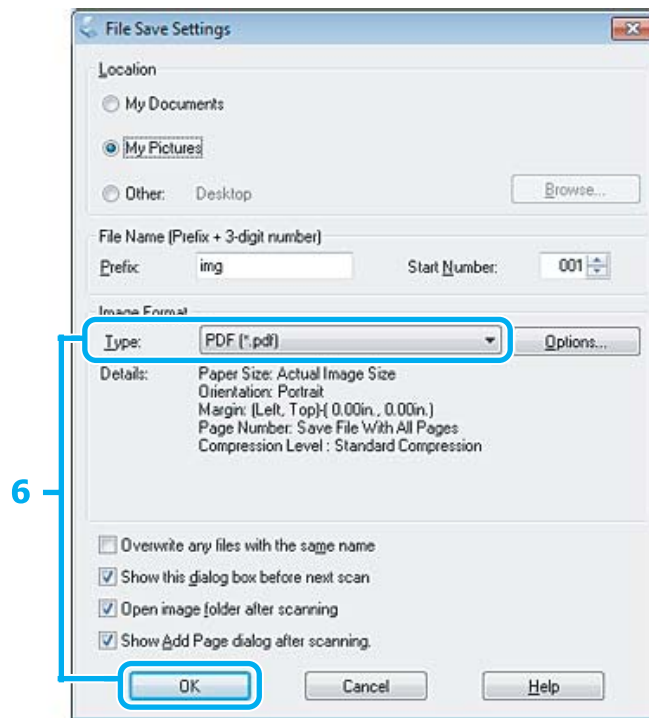 File Save Settings
Location
My Documents
My Pictures
Other: Desktop Browse...
File Name (Prefix + 3-digit number)
Prefix: img Start Number: 001
Image Format
Type: PDF (*.pdf) Options...
Details: Paper Size: Actual Image Size
Orientation: Portrait
Margin: (Left, Top)-( 0.00in., 0.00in.)
Page Number: Save File With All Pages
Compression Level : Standard Compression
6
Overwrite any files with the same name
Show this dialog box before next scan
Open image folder after scanning
Show Add Page dialog after scanning.
OK Cancel Help